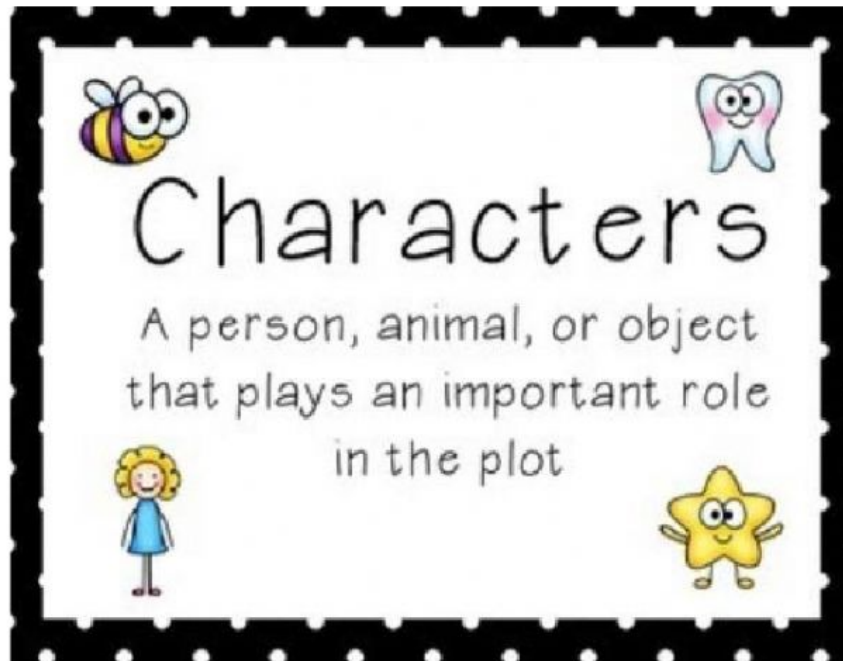 Characters
A person, animal, or object
that plays an important role
in the plot